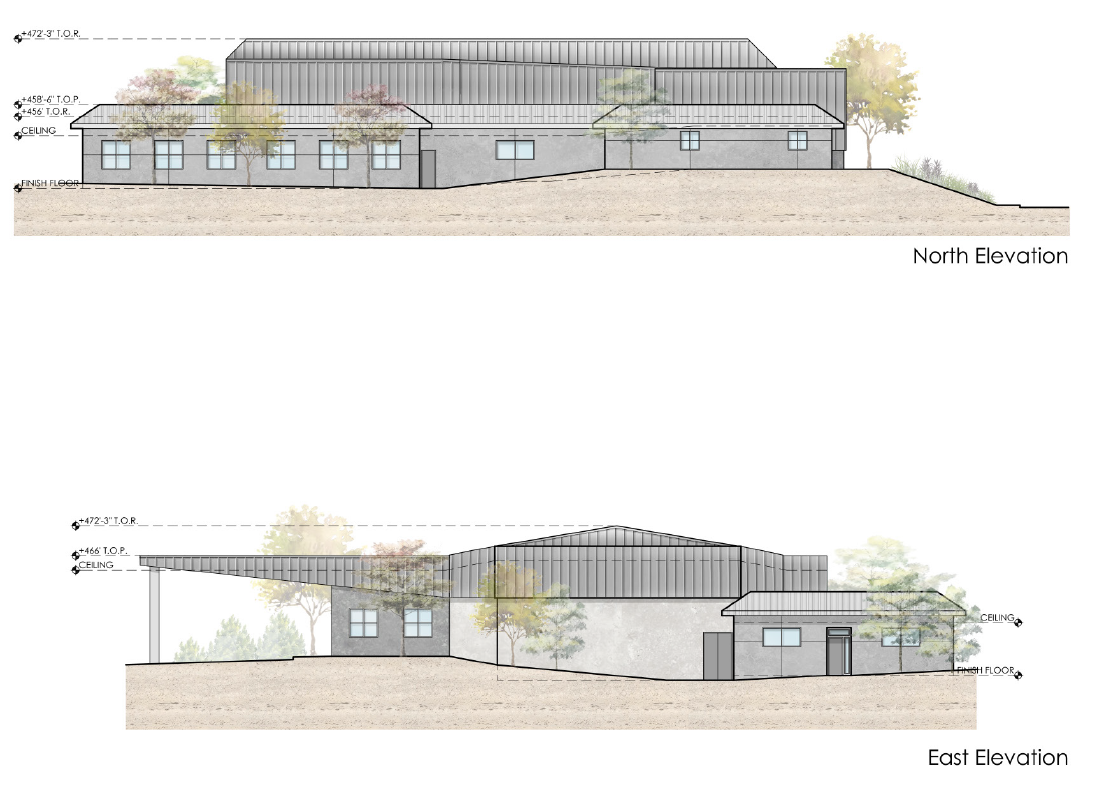 +472'-3" T.O.R.
+458'-6" T.O.P.
+456' T.O.R.
CEILING
FINISH FLOOR
North Elevation
+472'-3" T.O.R.
+466' T.O.P.
CEILING
CEILING
FINISH FLOOR
East Elevation